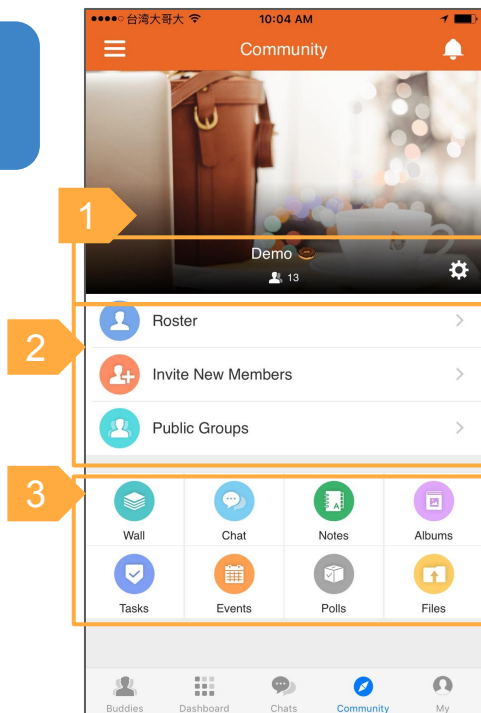 台湾大哥大 10:04 AM
Community
1
Demo
13
2
Roster
Invite New Members
Public Groups
3
Wall Chat Notes Albums
Tasks Events Polls Files
Buddies Dashboard Chats Community My